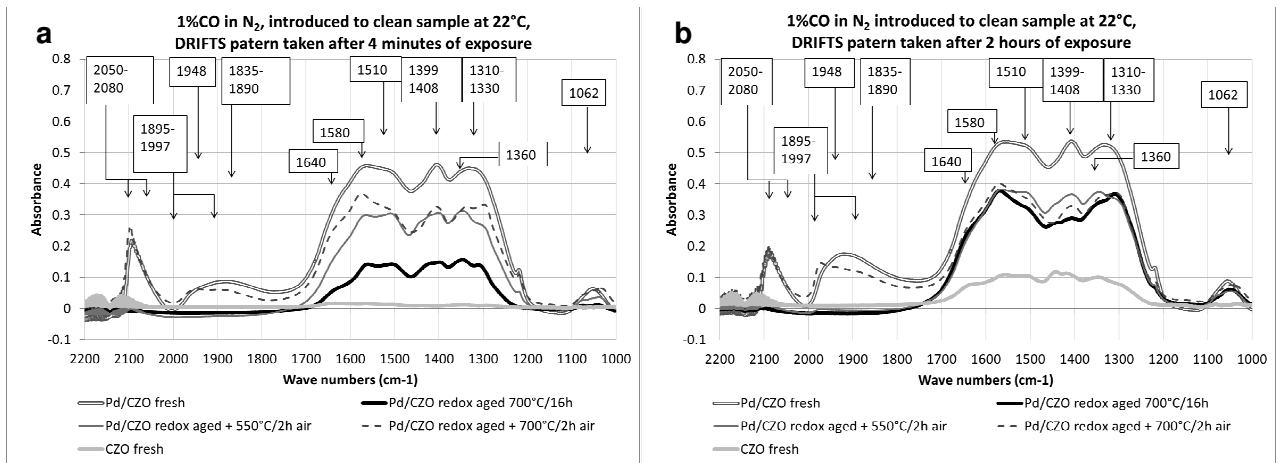 a
1%CO in N2, introduced to clean sample at 22°C,
DRIFTS patern taken after 4 minutes of exposure
0.8
0.7
0.6
0.5
0.4
0.3
0.2
0.1
0
-0.1
Absorbance
2050-
2080
1948
1835-
1890
1895-
1997
1510
1399
1408
1310-
1330
1062
1580
1640
1360
2200 2100 2000 1900 1800 1700 1600 1500 1400 1300 1200 1100 1000
Wave numbers (cm-1)
Pd/CZO fresh
Pd/CZO redox aged 700°C/16h
Pd/CZO redox aged + 550°C/2h air
Pd/CZO redox aged + 700°C/2h air
CZO fresh
b
1%CO in N2, introduced to clean sample at 22°C,
DRIFTS patern taken after 2 hours of exposure
0.8
0.7
0.6
0.5
0.4
0.3
0.2
0.1
0
-0.1
Absorbance
2050-
2080
1948
1835-
1890
1895-
1997
1510
1399-
1408
1310-
1330
1062
1580
1640
1360
2200 2100 2000 1900 1800 1700 1600 1500 1400 1300 1200 1100 1000
Wave numbers (cm-1)
Pd/CZO fresh
Pd/CZO redox aged 700°C/16h
Pd/CZO redox aged + 550°C/2h air
Pd/CZO redox aged + 700°C/2h air
CZO fresh